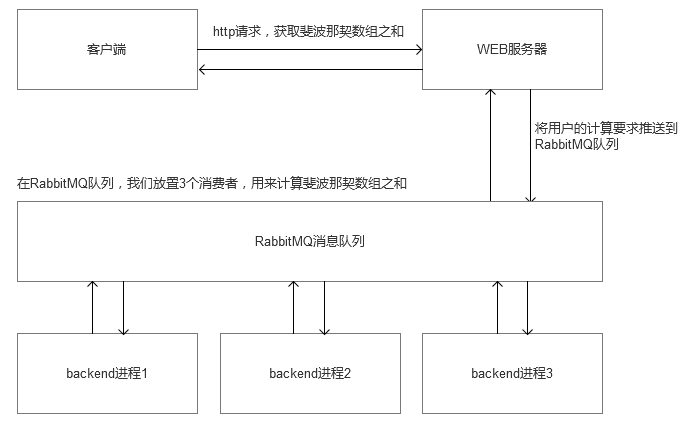 http请求，获取斐波那契数组之和
客户端
WEB服务器
将用户的计算要求推送到
RabbitMQ队列
在RabbitMQ队列，我们放置3个消费者，用来计算斐波那契数组之和
RabbitMQ消息队列
backend进程1
backend进程2
backend进程3